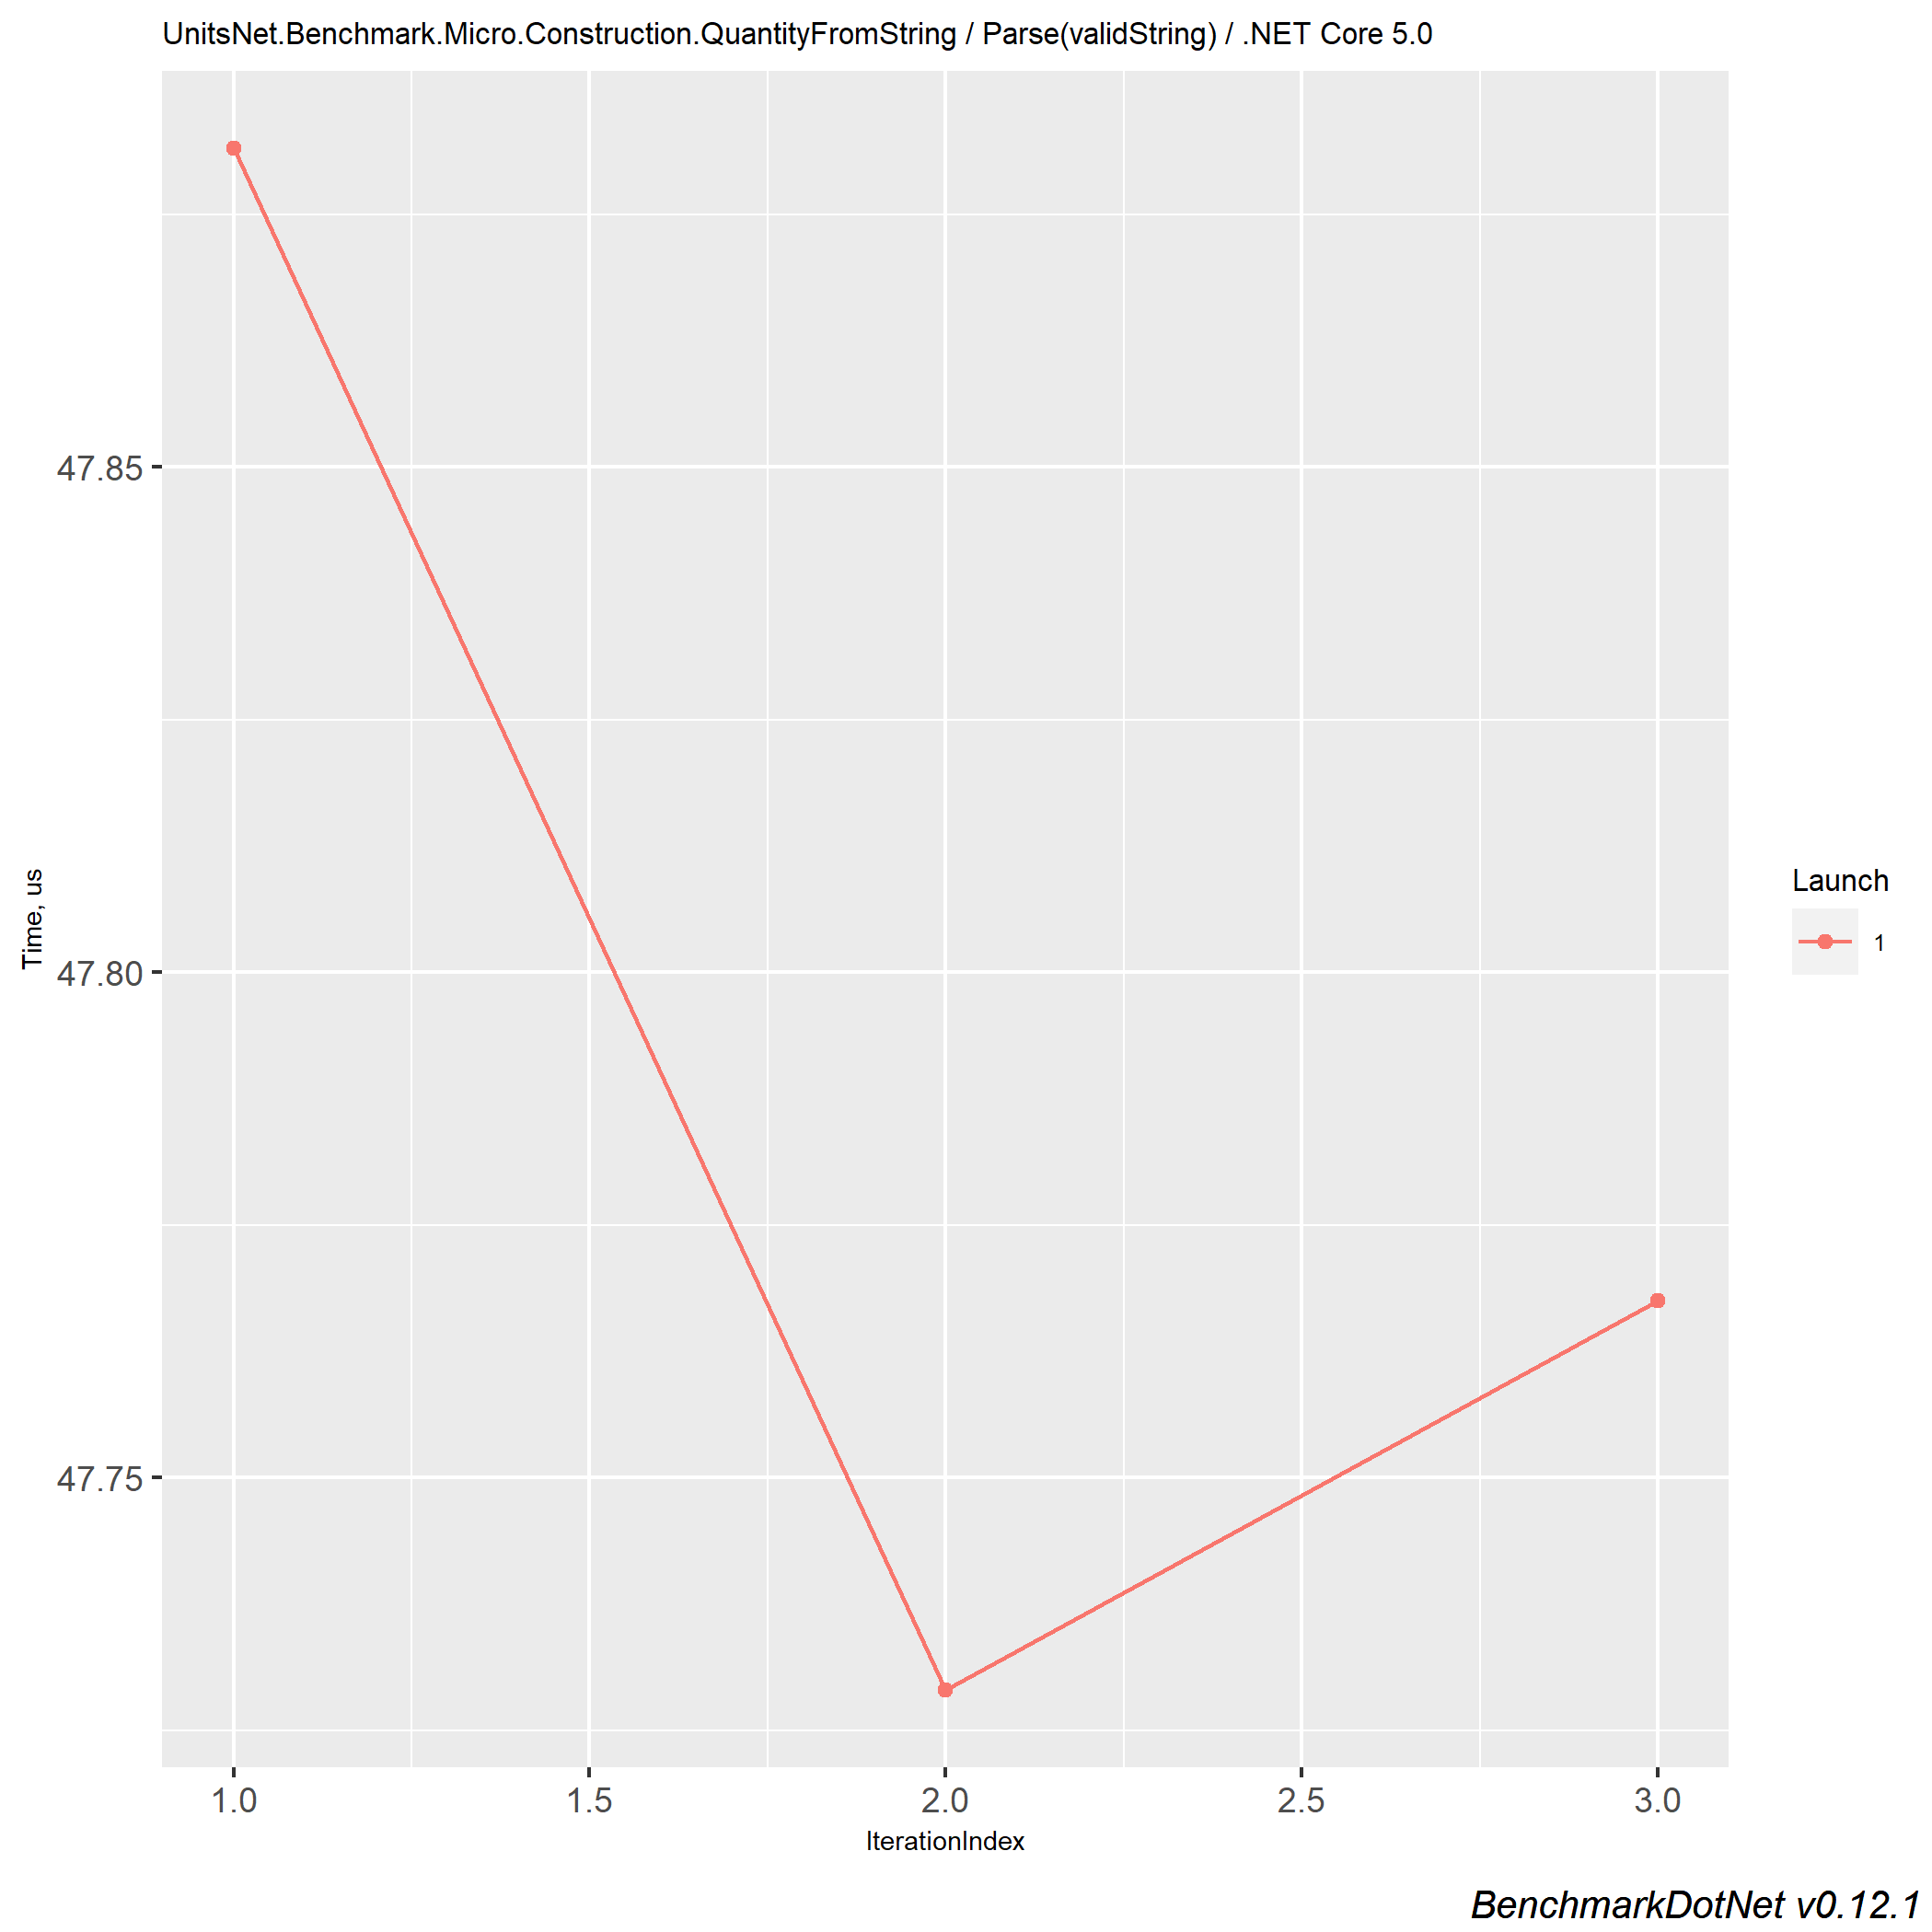 UnitsNet.Benchmark.Micro.Construction.QuantityFromString / Parse(validString) / .NET Core 5.0
47.85
47.80
47.75
Time, us
1.0 1.5 2.0 2.5 3.0
IterationIndex
Launch
1
BenchmarkDotNet v0.12.1